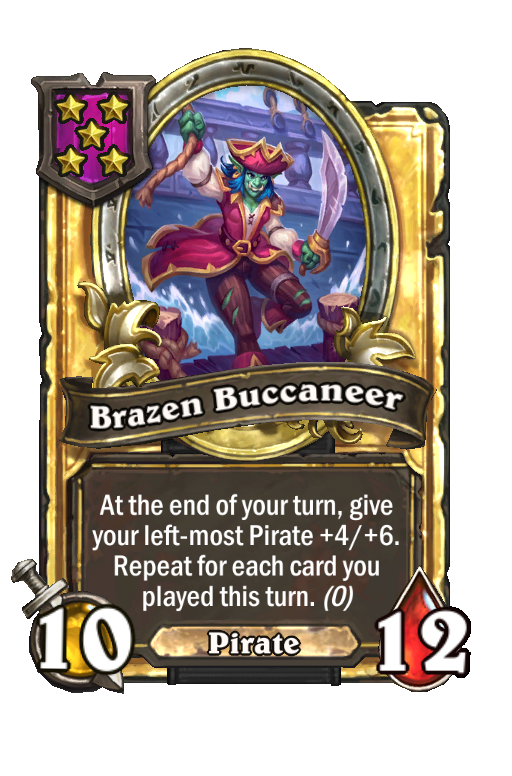 Brazen Buccaneer
At the end of your turn, give
your left-most Pirate +4/+6.
Repeat for each card you
played this turn. (0)
10
Pirate
12